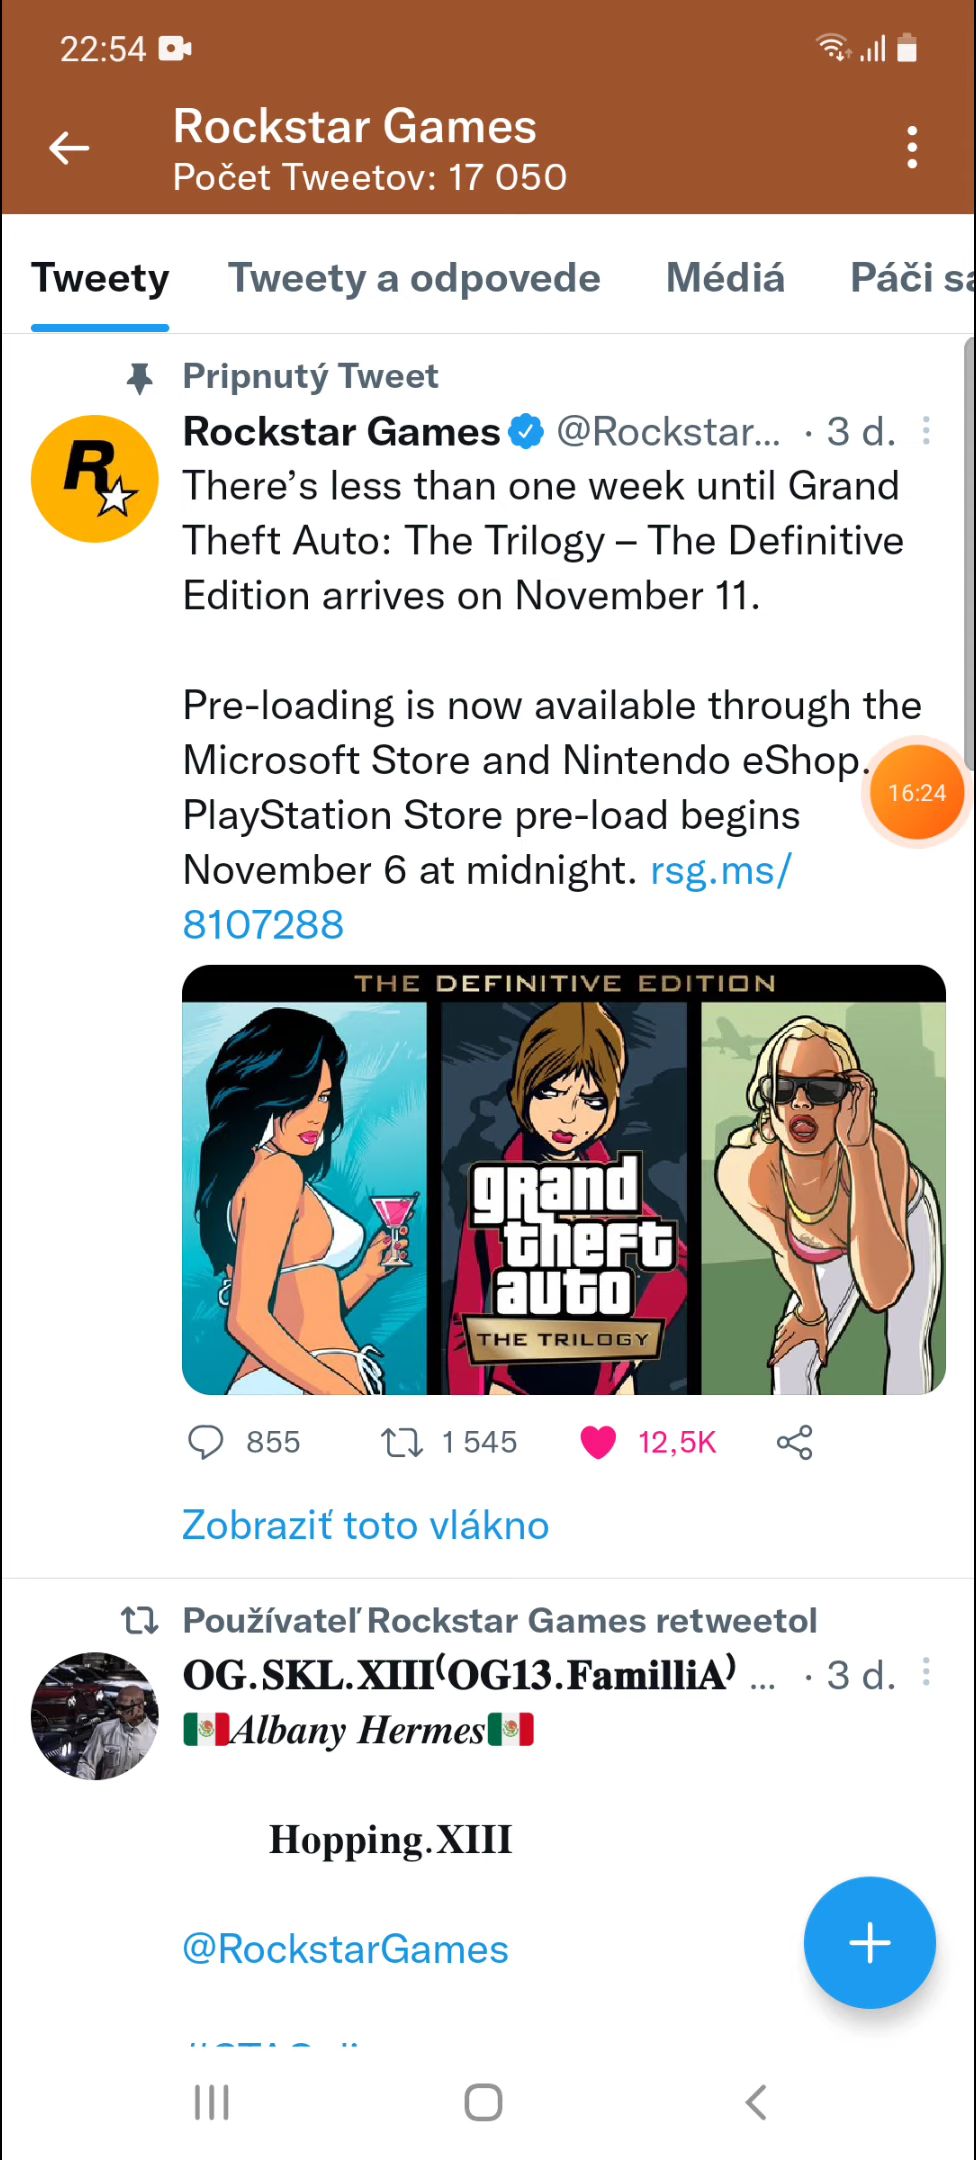 22:54
Rockstar Games
Počet Tweetov: 17 050
Tweety Tweety a odpovede Médiá Páči sa
Pripnutý Tweet
Rockstar Games @Rockstar... · 3 d.
There’s less than one week until Grand
Theft Auto: The Trilogy – The Definitive
Edition arrives on November 11.
Pre-loading is now available through the
Microsoft Store and Nintendo eShop.
16:24
PlayStation Store pre-load begins
November 6 at midnight. rsg.ms/
8107288
THE DEFINITIVE EDITION
grand
theft
auto
THE TRILOGY
855 1 545 12,5K
Zobraziť toto vlákno
Používateľ Rockstar Games retweetol
OG.SKL.XIII(OG13.FamilliA) ... · 3 d.
🇲🇽Albany Hermes🇲🇽
Hopping.XIII
@RockstarGames